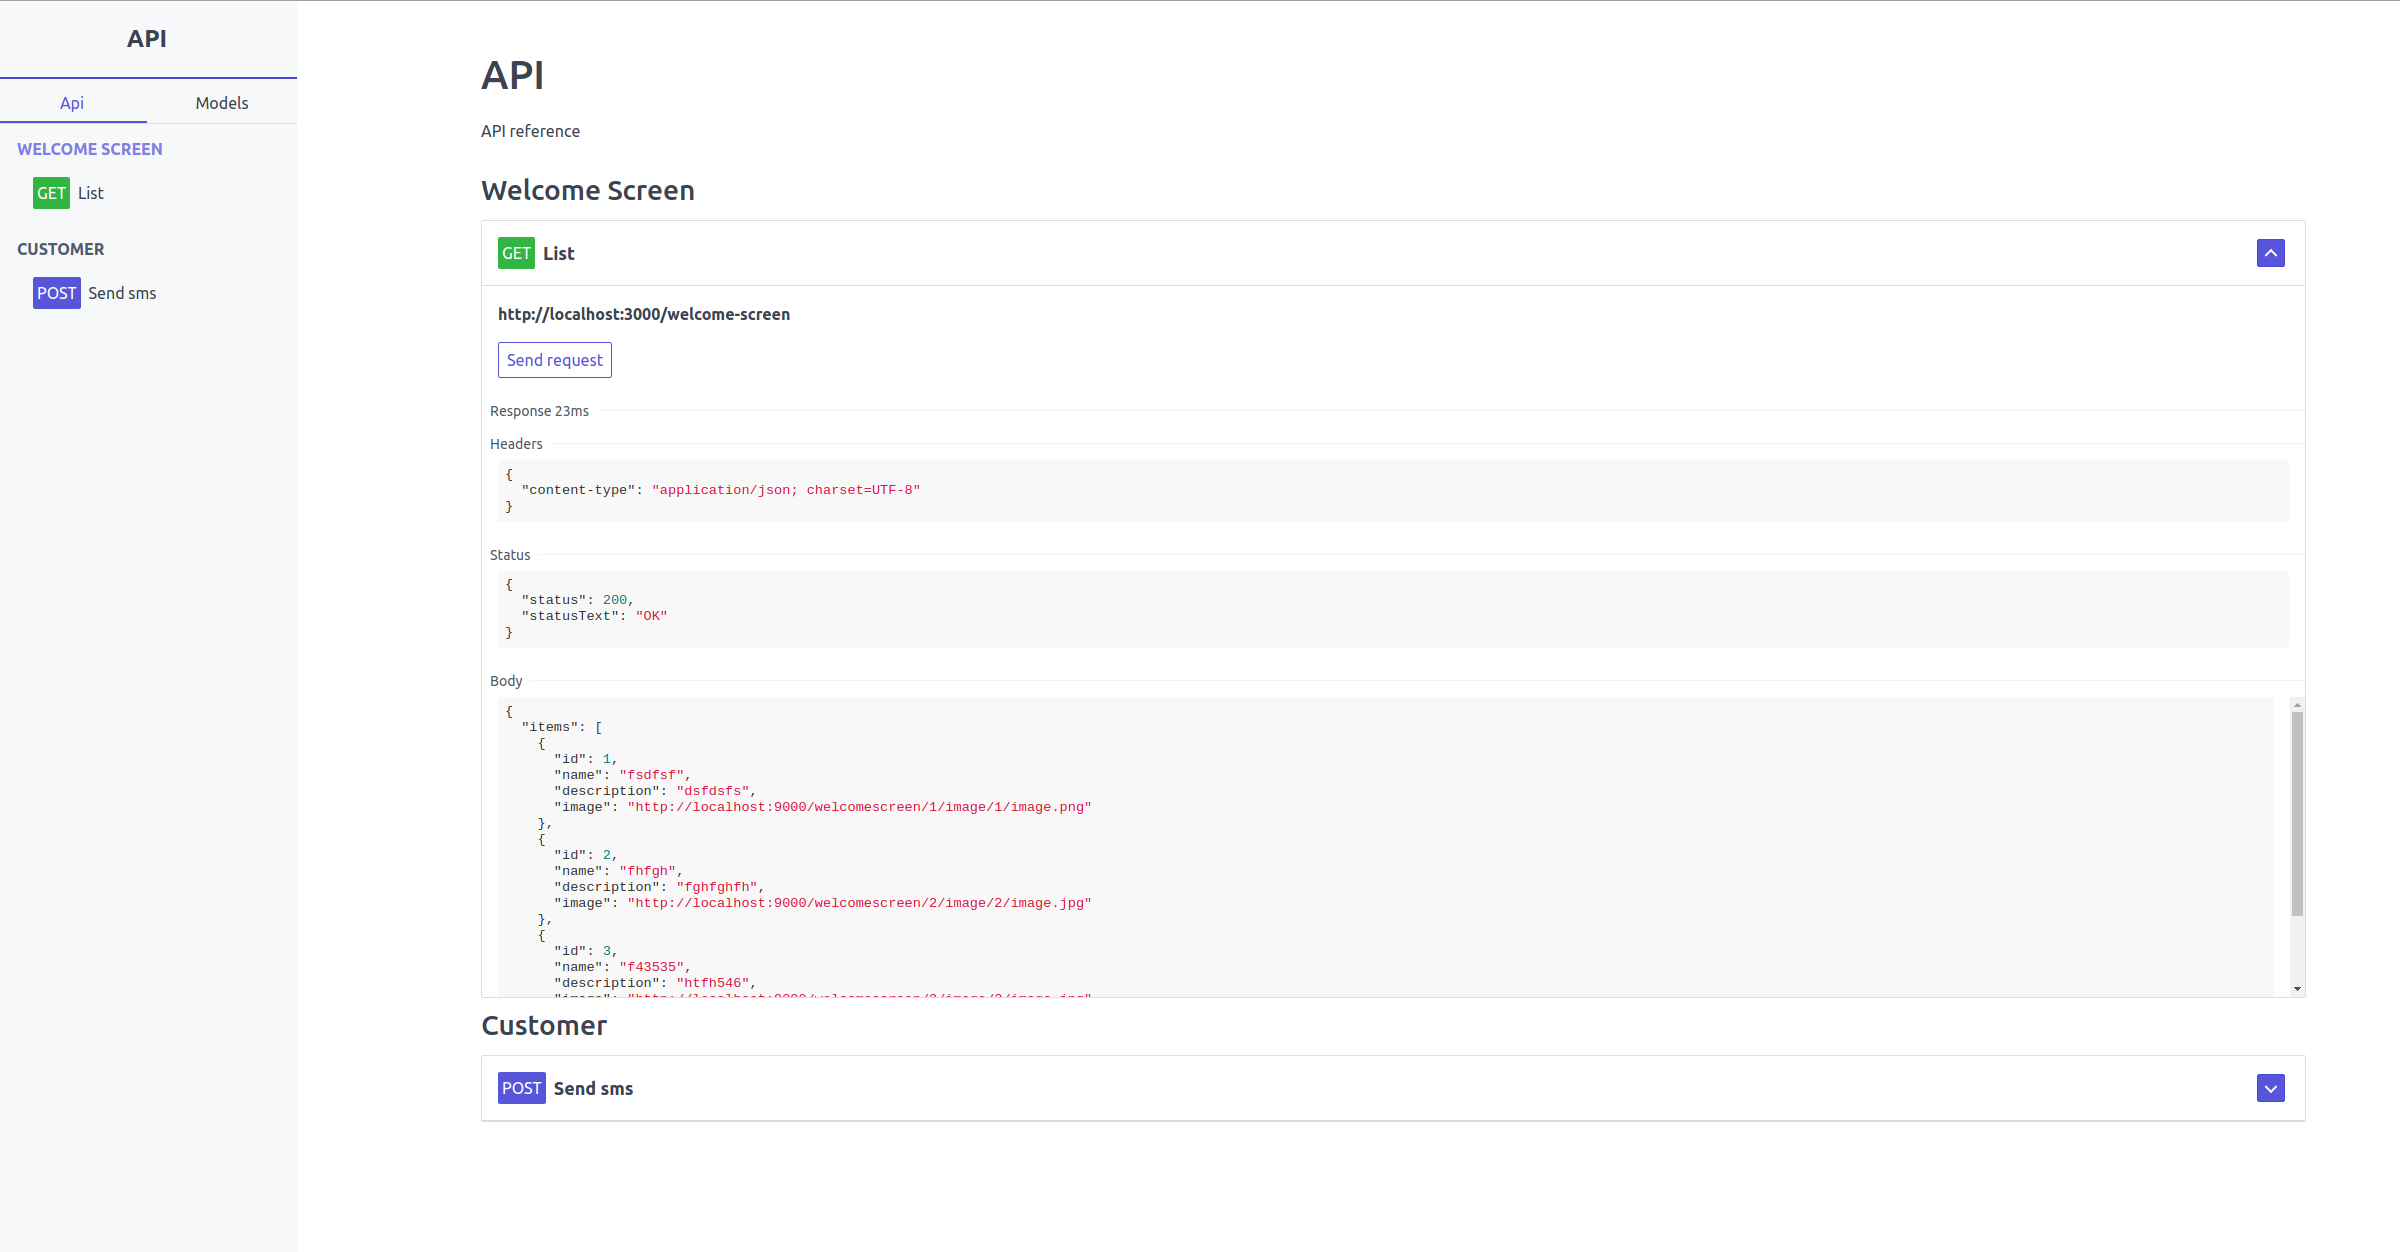 API
Api
Models
WELCOME SCREEN
GET List
CUSTOMER
POST Send sms
API
API reference
Welcome Screen
GET List
http://localhost:3000/welcome-screen
Send request
Response 23ms
Headers
{
  "content-type": "application/json; charset=UTF-8"
}
Status
{
  "status": 200,
  "statusText": "OK"
}
Body
{
  "items": [
    {
      "id": 1,
      "name": "fsdfsf",
      "description": "dsfdsfs",
      "image": "http://localhost:9000/welcomescreen/1/image/1/image.png"
    },
    {
      "id": 2,
      "name": "fhfgh",
      "description": "fghfghfh",
      "image": "http://localhost:9000/welcomescreen/2/image/2/image.jpg"
    },
    {
      "id": 3,
      "name": "f43535",
      "description": "htfh546",
Customer
POST Send sms